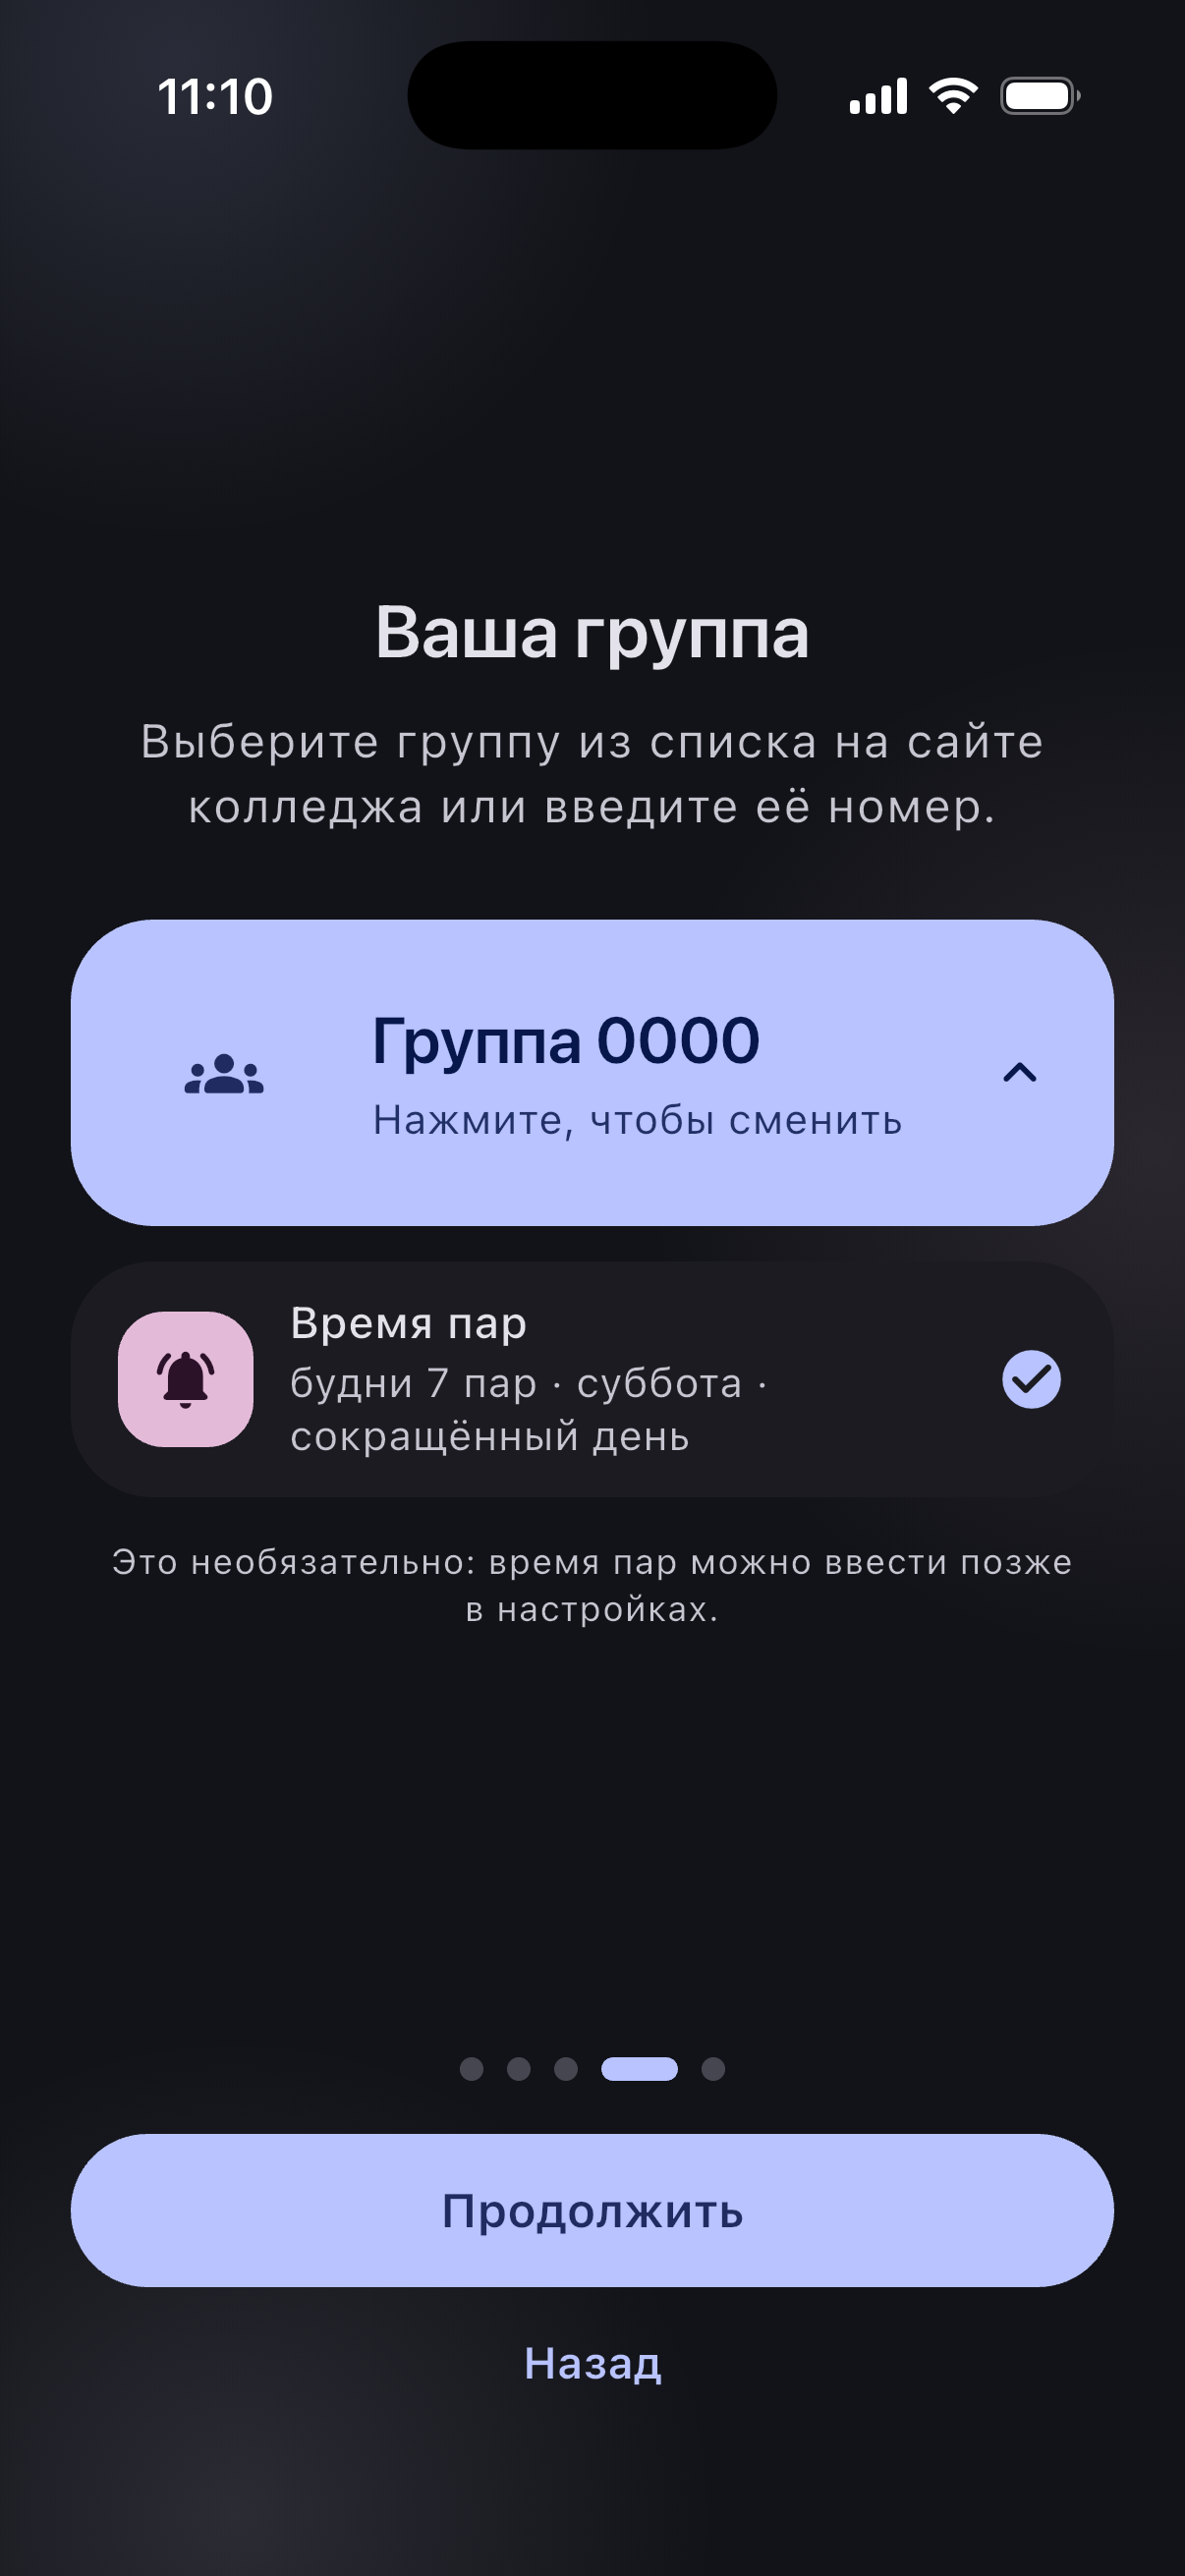 11:10
Ваша группа
Выберите группу из списка на сайте
колледжа или введите её номер.
Группа 0000
Нажмите, чтобы сменить
Время пар
будни 7 пар · суббота ·
сокращённый день
Это необязательно: время пар можно ввести позже
в настройках.
Продолжить
Назад